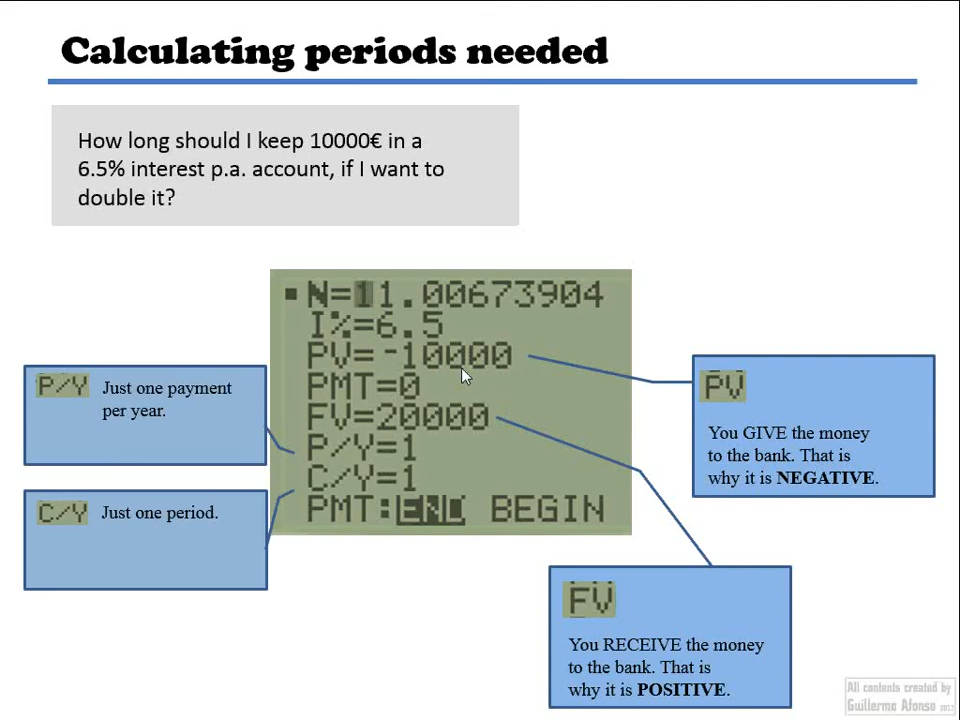 Calculating periods needed
How long should I keep 10000€ in a
6.5% interest p.a. account, if I want to
double it?
▪N=11.00673904
I%=6.5
PV=-10000
PMT=0
FV=20000
P/Y=1
C/Y=1
PMT:END BEGIN
P/Y
Just one payment
per year.
C/Y
Just one period.
PV
You GIVE the money
to the bank. That is
why it is NEGATIVE.
FV
You RECEIVE the money
to the bank. That is
why it is POSITIVE.
All contents created by
Guillermo Afonso 2017